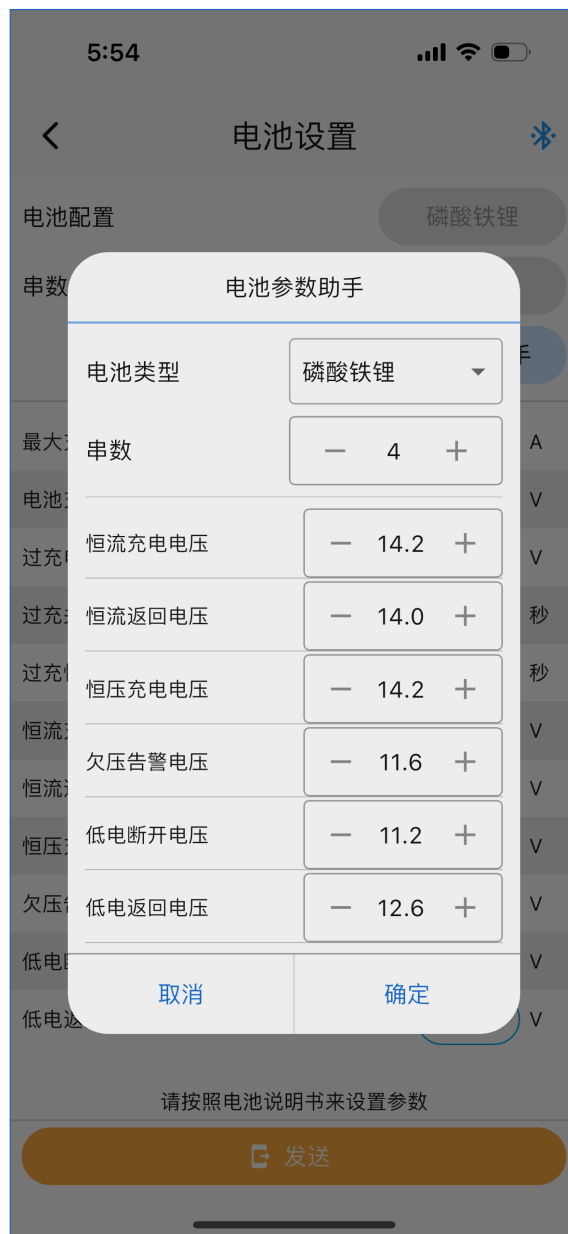 5:54
电池设置
电池配置 磷酸铁锂
串数
电池参数助手
电池类型 磷酸铁锂
串数 4
恒流充电电压 14.2
恒流返回电压 14.0
恒压充电电压 14.2
欠压告警电压 11.6
低电断开电压 11.2
低电返回电压 12.6
取消 确定
最大 A
电池 V
过充 V
过充 秒
过充 秒
恒流 V
恒流 V
恒压 V
欠压 V
低电 V
低电返 V
请按照电池说明书来设置参数
发送